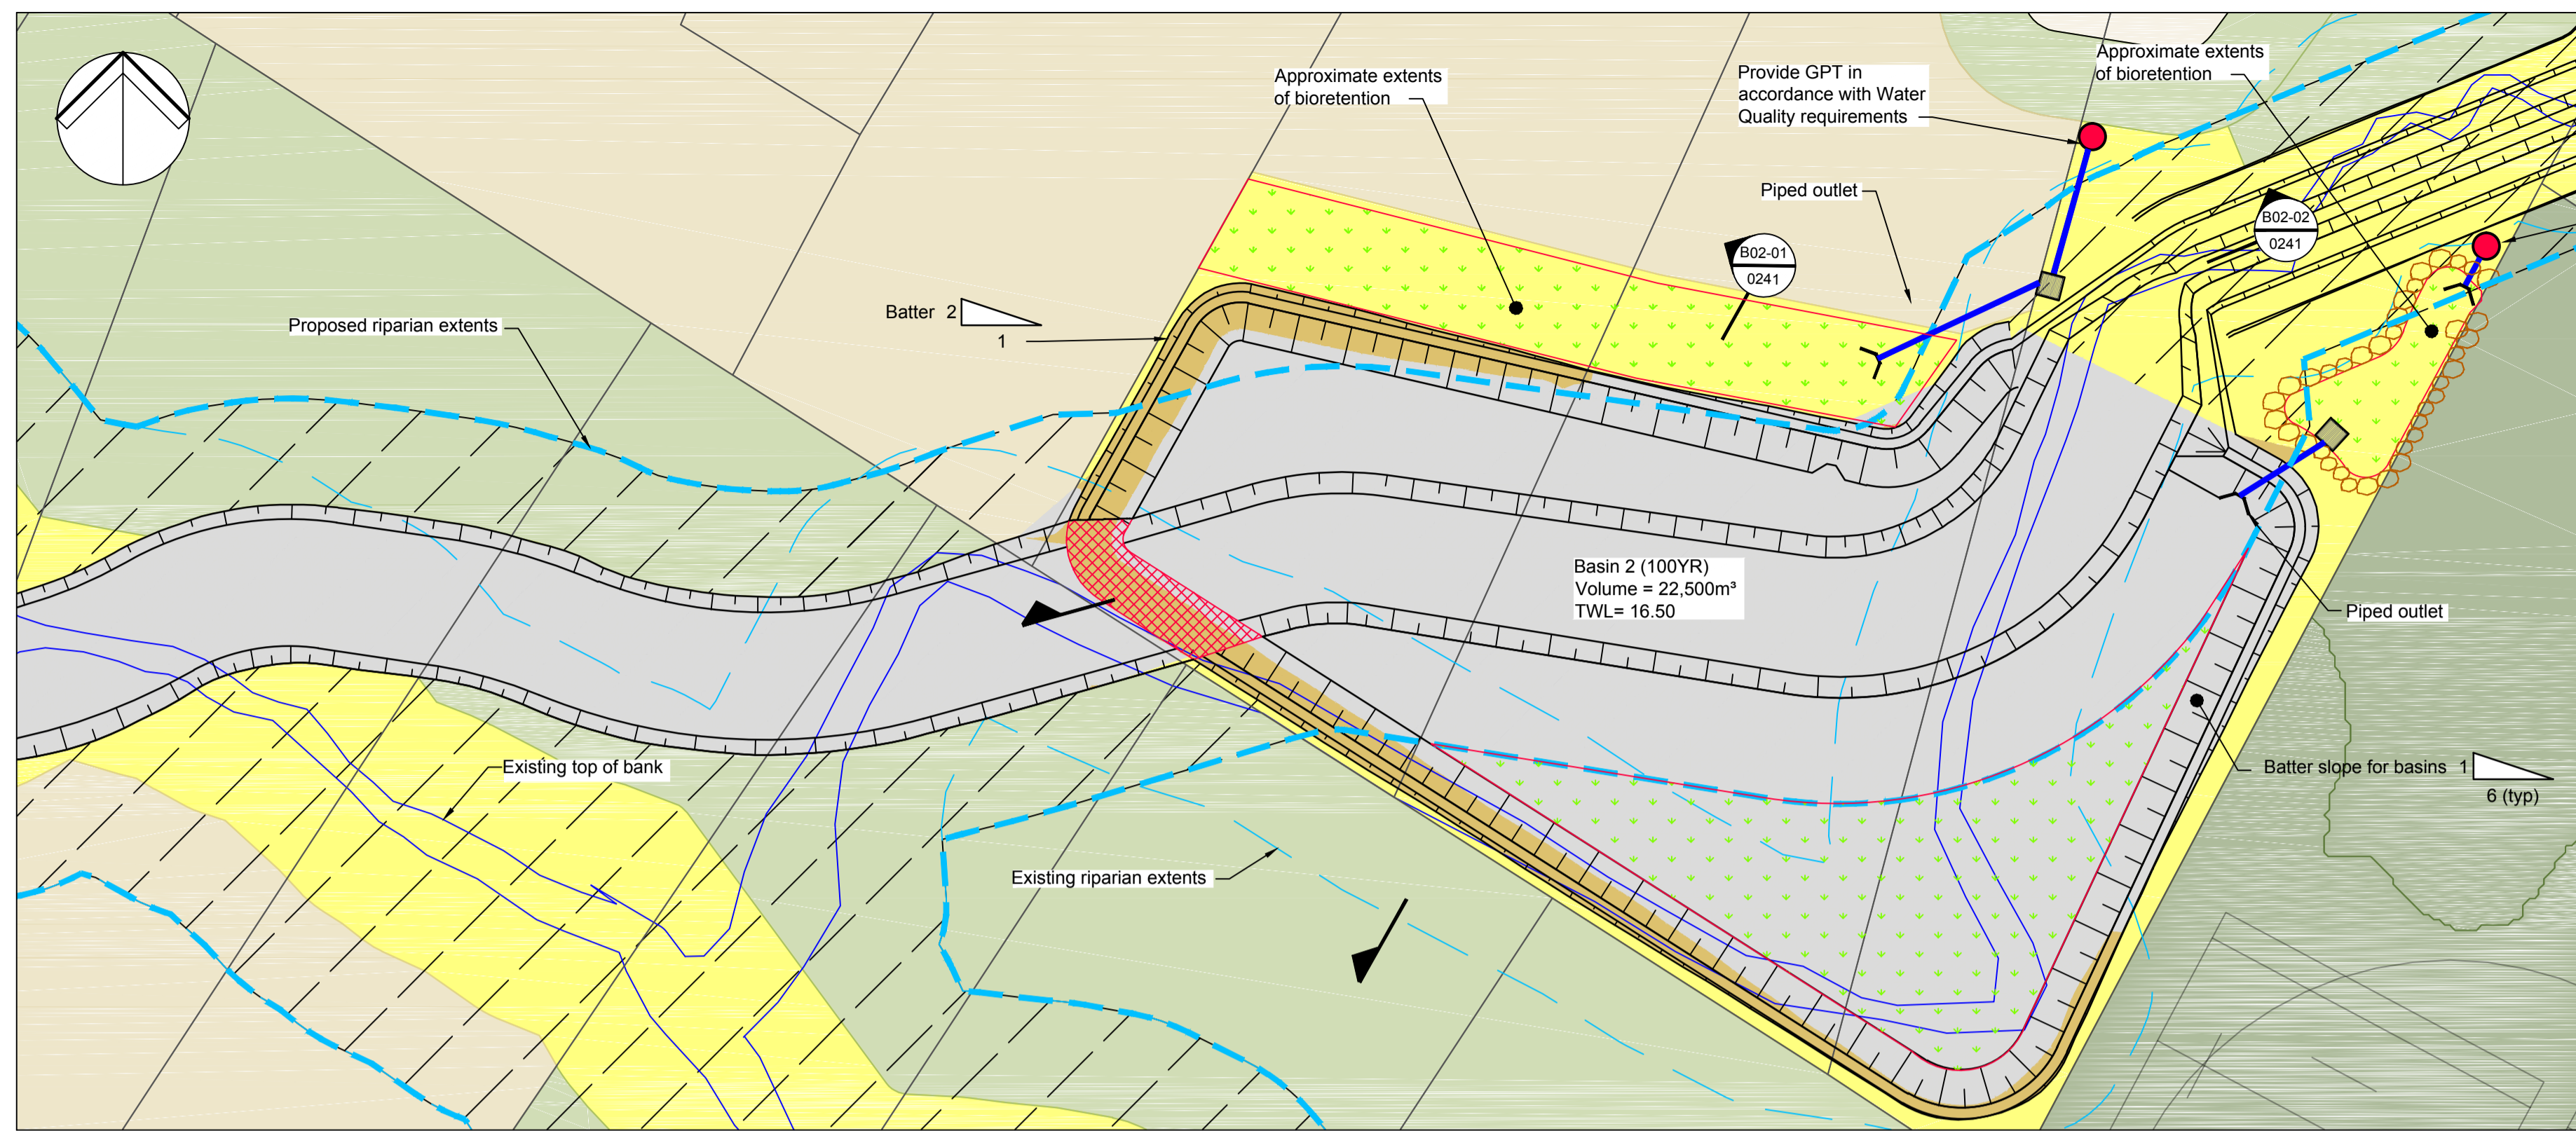 Approximate extents
of bioretention
Provide GPT in
accordance with Water
Quality requirements
Approximate extents
of bioretention
Piped outlet
B02-01
0241
B02-02
0241
Batter 2
1
Proposed riparian extents
Basin 2 (100YR)
Volume = 22,500m³
TWL= 16.50
Piped outlet
Existing top of bank
Batter slope for basins 1
6 (typ)
Existing riparian extents